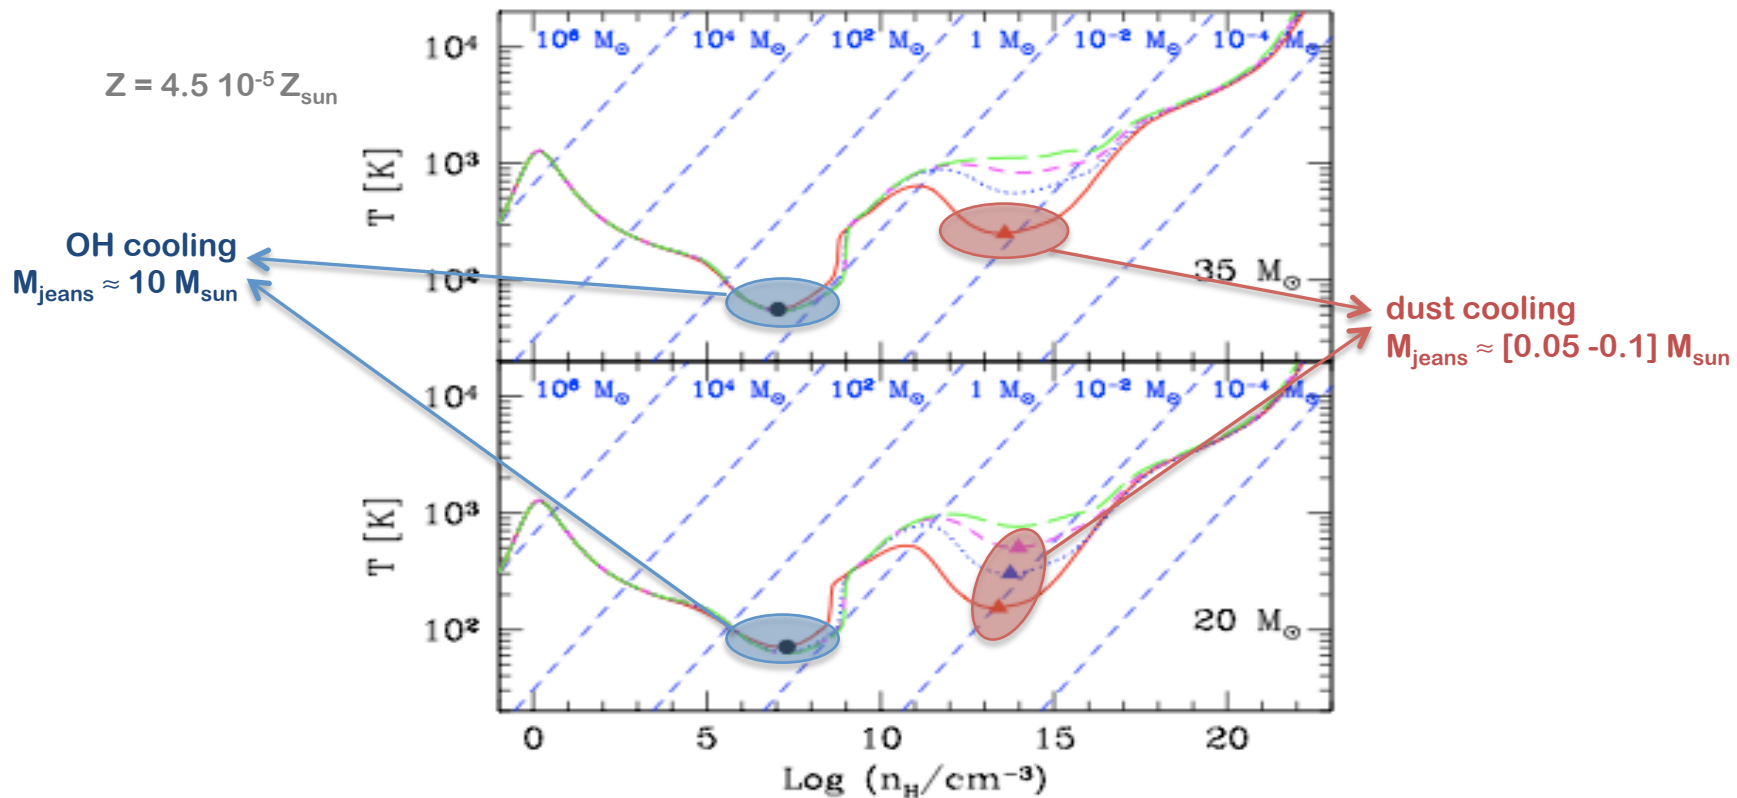 Z = 4.5 10⁻⁵ Zsun
10⁶ M⊙ 10⁴ M⊙ 10² M⊙ 1 M⊙ 10⁻² M⊙ 10⁻⁴ M⊙
10⁴
10³
10²
T [K]
35 M⊙
OH cooling
Mjeans ≈ 10 Msun
dust cooling
Mjeans ≈ [0.05 -0.1] Msun
10⁶ M⊙ 10⁴ M⊙ 10² M⊙ 1 M⊙ 10⁻² M⊙ 10⁻⁴ M⊙
10⁴
10³
10²
T [K]
20 M⊙
0 5 10 15 20
Log (nH/cm⁻³)